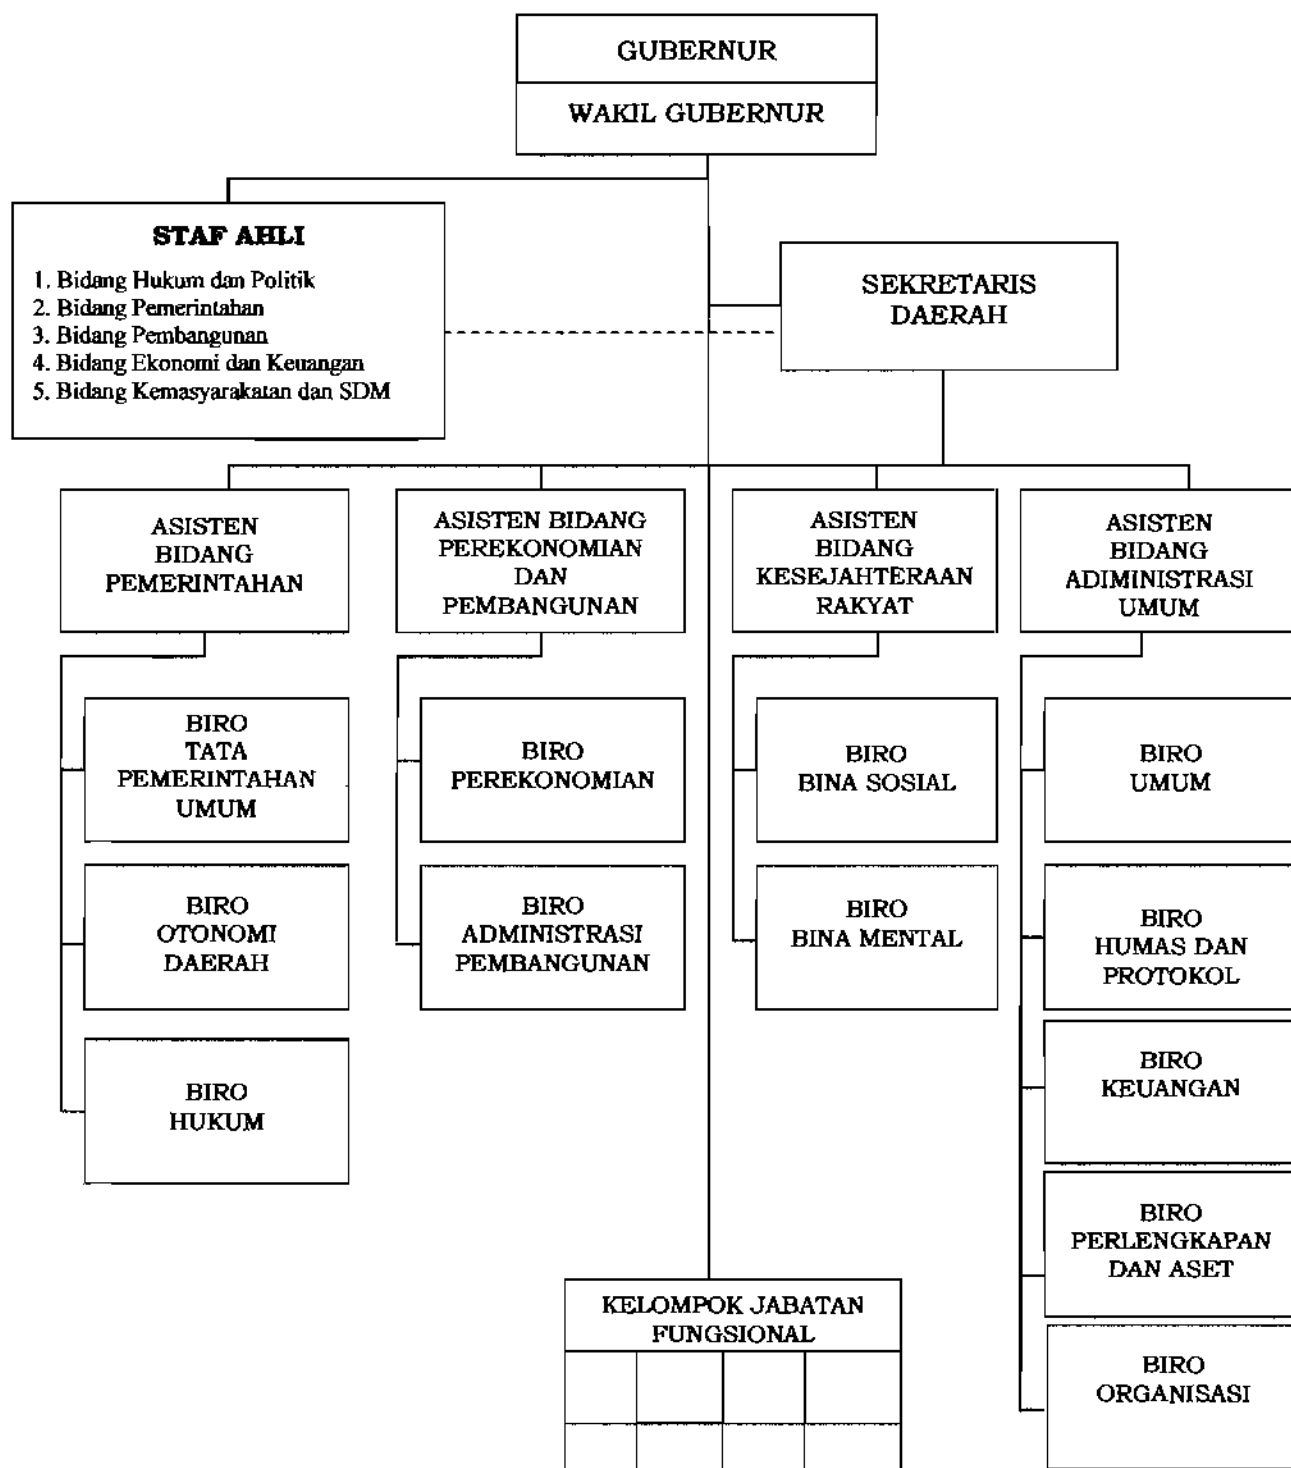 GUBERNUR
WAKIL GUBERNUR
STAF AHLI
1. Bidang Hukum dan Politik
2. Bidang Pemerintahan
3. Bidang Pembangunan
4. Bidang Ekonomi dan Keuangan
5. Bidang Kemasyarakatan dan SDM
SEKRETARIS
DAERAH
ASISTEN
BIDANG
PEMERINTAHAN
ASISTEN BIDANG
PEREKONOMIAN
DAN
PEMBANGUNAN
ASISTEN
BIDANG
KESEJAHTERAAN
RAKYAT
ASISTEN
BIDANG
ADIMINISTRASI
UMUM
BIRO
TATA
PEMERINTAHAN
UMUM
BIRO
OTONOMI
DAERAH
BIRO
HUKUM
BIRO
PEREKONOMIAN
BIRO
ADMINISTRASI
PEMBANGUNAN
BIRO
BINA SOSIAL
BIRO
BINA MENTAL
BIRO
UMUM
BIRO
HUMAS DAN
PROTOKOL
BIRO
KEUANGAN
BIRO
PERLENGKAPAN
DAN ASET
BIRO
ORGANISASI
KELOMPOK JABATAN
FUNGSIONAL